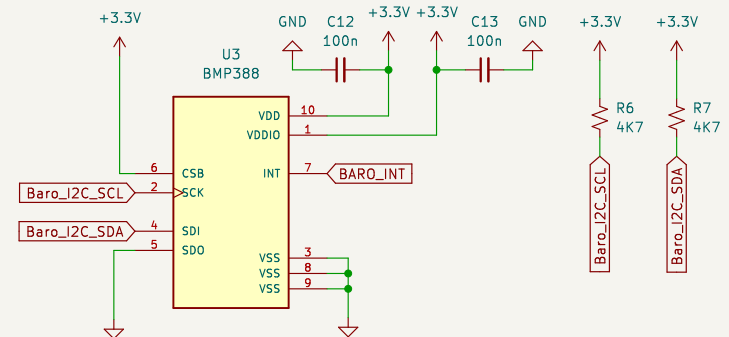 +3.3V
GND
C12
100n
+3.3V
+3.3V
C13
100n
GND
+3.3V
+3.3V
U3
BMP388
R6
4K7
R7
4K7
VDD
10
VDDIO
1
6
CSB
INT
7
BARO_INT
Baro_I2C_SCL
2
SCK
Baro_I2C_SDA
4
SDI
5
SDO
VSS
3
VSS
8
VSS
9
Baro_I2C_SCL
Baro_I2C_SDA